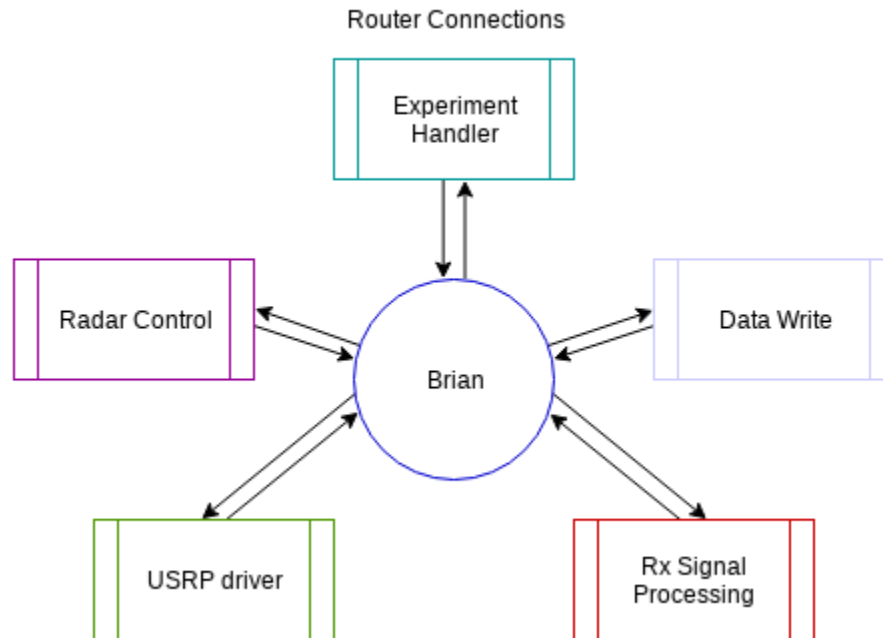 Router Connections
Experiment
Handler
Radar Control
Data Write
Brian
USRP driver
Rx Signal
Processing